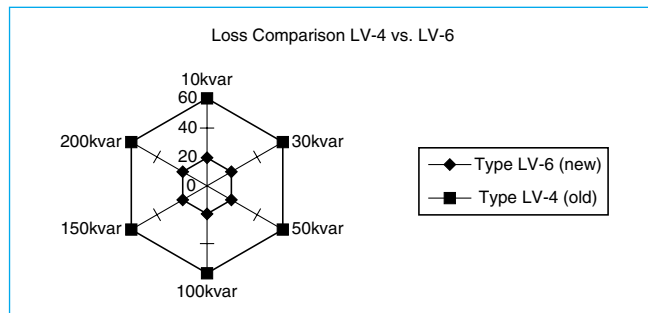 Loss Comparison LV-4 vs. LV-6
10kvar
60
40
200kvar
30kvar
20
0
Type LV-6 (new)
Type LV-4 (old)
150kvar
50kvar
100kvar